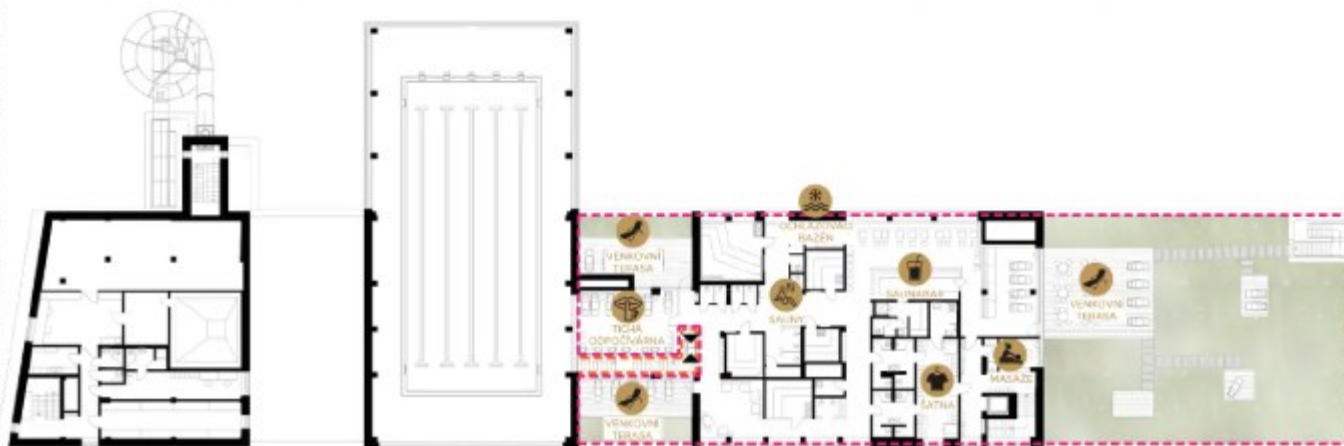 VENKOVNÍ
TERASA
TICHÁ
ODPOČÍVÁRNA
VENKOVNÍ
TERASA
OCHLAZOVACÍ
BAZÉN
SAUNY
SAUNABAR
ŠATNA
MASÁŽE
VENKOVNÍ
TERASA